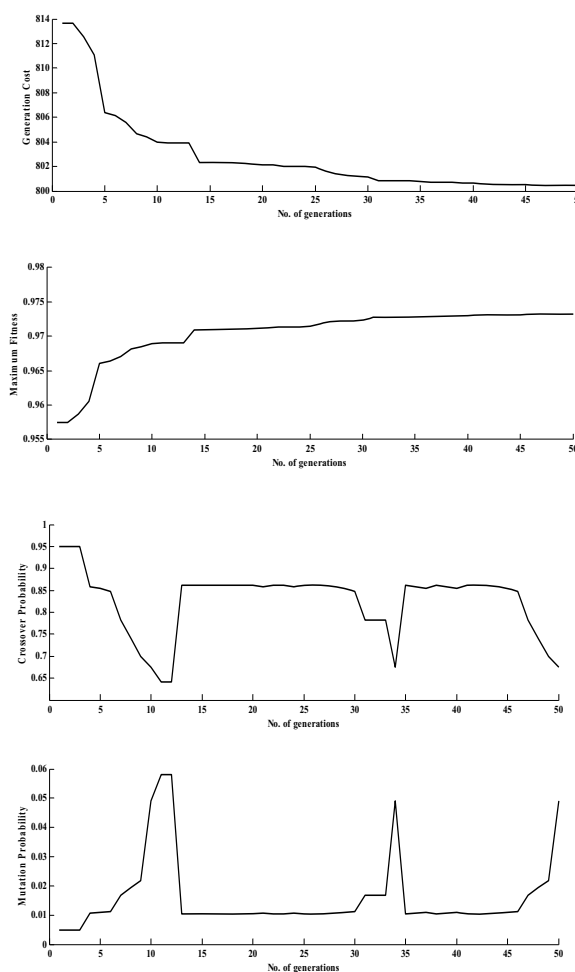 814
812
810
808
806
804
802
800
Generation Cost
0 5 10 15 20 25 30 35 40 45
No. of generations
0.98
0.975
0.97
0.965
0.96
0.955
Maximum Fitness
0 5 10 15 20 25 30 35 40 45 50
No. of generations
1
0.95
0.9
0.85
0.8
0.75
0.7
0.65
Crossover Probability
0 5 10 15 20 25 30 35 40 45 50
No. of generations
0.06
0.05
0.04
0.03
0.02
0.01
0
Mutation Probability
0 5 10 15 20 25 30 35 40 45 50
No. of generations